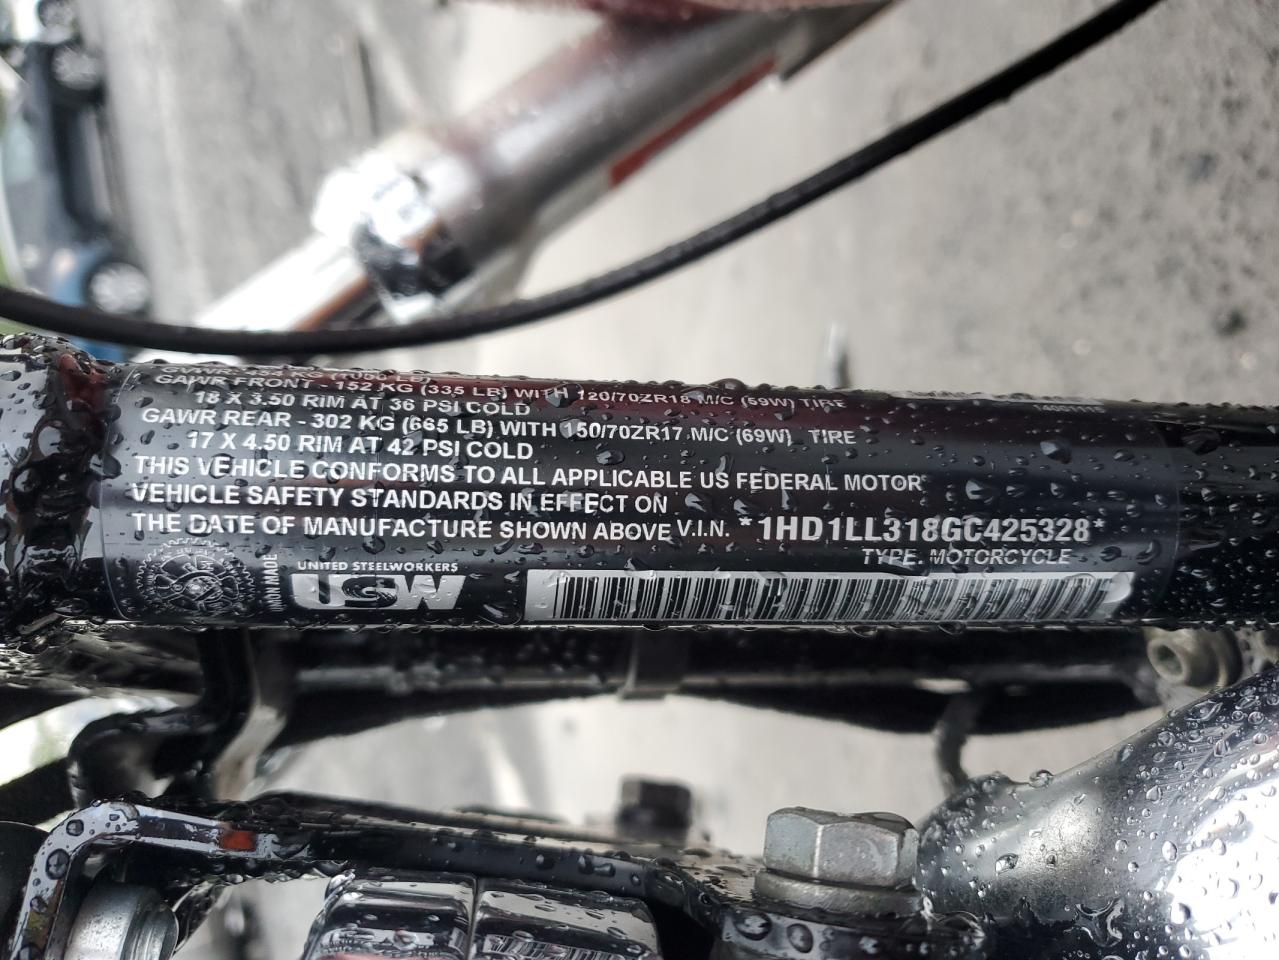 (1000 LB)
GAWR FRONT - 152 KG (335 LB) WITH 120/70ZR18 M/C (59W) TIRE
18 X 3.50 RIM AT 36 PSI COLD
GAWR REAR - 302 KG (665 LB) WITH 150/70ZR17 M/C (69W) TIRE
17 X 4.50 RIM AT 42 PSI COLD
THIS VEHICLE CONFORMS TO ALL APPLICABLE US FEDERAL MOTOR
VEHICLE SAFETY STANDARDS IN EFFECT ON
THE DATE OF MANUFACTURE SHOWN ABOVE V.I.N. *1HD1LL318GC425328*
TYPE: MOTORCYCLE
UNION MADE
UNITED STEELWORKERS
USW